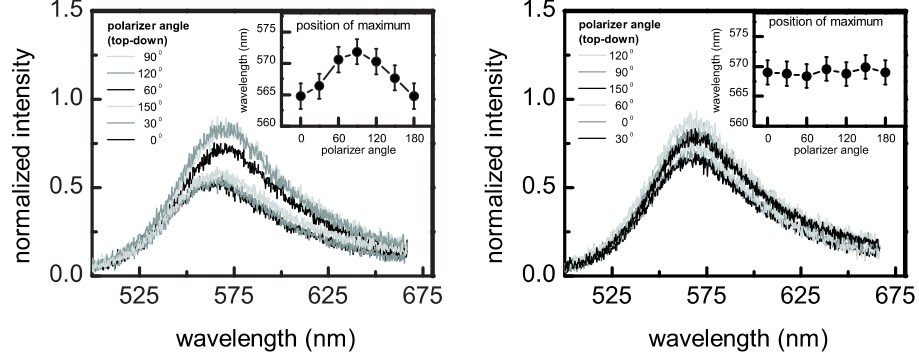 polarizer angle
(top-down)
90°
120°
60°
150°
30°
0°
position of maximum
wavelength (nm)
575
570
565
560
0 60 120 180
polarizer angle
normalized intensity
1.5
1.0
0.5
0.0
525 575 625 675
wavelength (nm)
polarizer angle
(top-down)
120°
90°
150°
60°
0°
30°
position of maximum
wavelength (nm)
575
570
565
560
0 60 120 180
polarizer angle
normalized intensity
1.5
1.0
0.5
0.0
525 575 625 675
wavelength (nm)